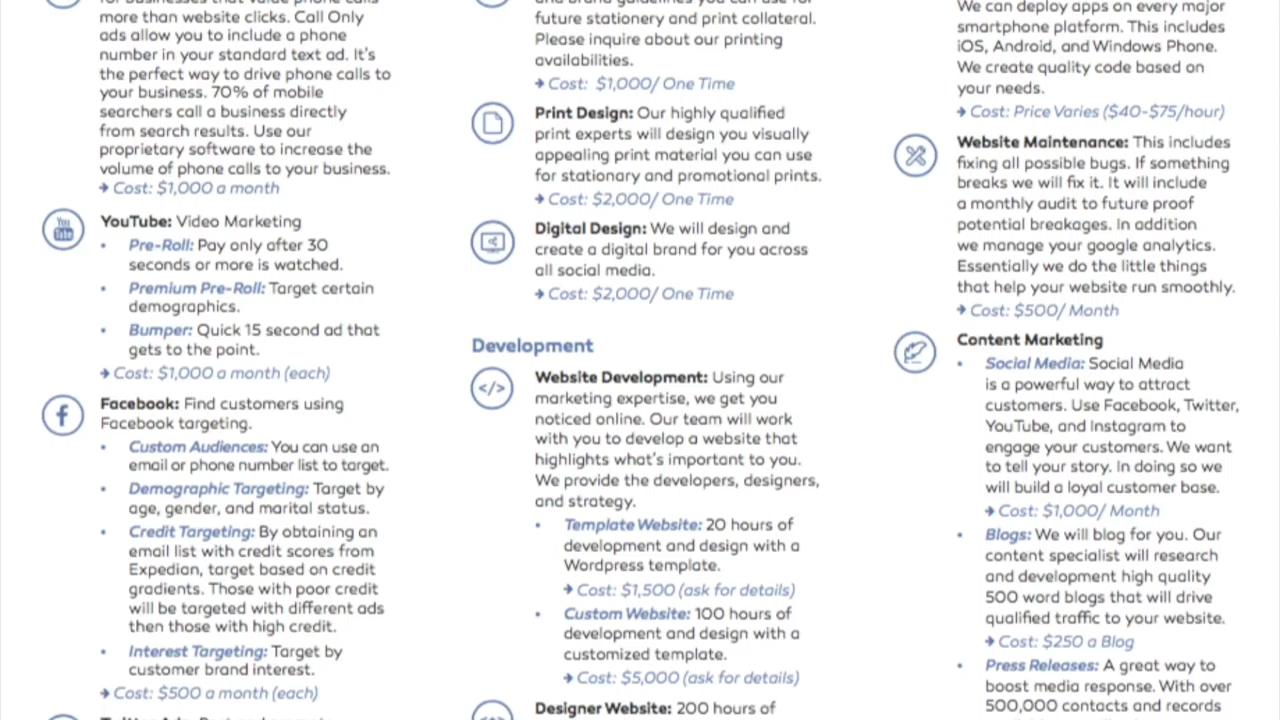 for businesses that value phone calls
more than website clicks. Call Only
ads allow you to include a phone
number in your standard text ad. It's
the perfect way to drive phone calls to
your business. 70% of mobile
searchers call a business directly
from search results. Use our
proprietary software to increase the
volume of phone calls to your business.
→ Cost: $1,000 a month
You
Tube
YouTube: Video Marketing
• Pre-Roll: Pay only after 30
seconds or more is watched.
• Premium Pre-Roll: Target certain
demographics.
• Bumper: Quick 15 second ad that
gets to the point.
→ Cost: $1,000 a month (each)
f
Facebook: Find customers using
Facebook targeting.
• Custom Audiences: You can use an
email or phone number list to target.
• Demographic Targeting: Target by
age, gender, and marital status.
• Credit Targeting: By obtaining an
email list with credit scores from
Expedian, target based on credit
gradients. Those with poor credit
will be targeted with different ads
then those with high credit.
• Interest Targeting: Target by
customer brand interest.
→ Cost: $500 a month (each)
and brand guidelines you can use for
future stationery and print collateral.
Please inquire about our printing
availabilities.
→ Cost: $1,000/ One Time
Print Design: Our highly qualified
print experts will design you visually
appealing print material you can use
for stationary and promotional prints.
→ Cost: $2,000/ One Time
Digital Design: We will design and
create a digital brand for you across
all social media.
→ Cost: $2,000/ One Time
Development
</>
Website Development: Using our
marketing expertise, we get you
noticed online. Our team will work
with you to develop a website that
highlights what's important to you.
We provide the developers, designers,
and strategy.
• Template Website: 20 hours of
development and design with a
Wordpress template.
→ Cost: $1,500 (ask for details)
• Custom Website: 100 hours of
development and design with a
customized template.
→ Cost: $5,000 (ask for details)
Designer Website: 200 hours of
We can deploy apps on every major
smartphone platform. This includes
iOS, Android, and Windows Phone.
We create quality code based on
your needs.
→ Cost: Price Varies ($40-$75/hour)
Website Maintenance: This includes
fixing all possible bugs. If something
breaks we will fix it. It will include
a monthly audit to future proof
potential breakages. In addition
we manage your google analytics.
Essentially we do the little things
that help your website run smoothly.
→ Cost: $500/ Month
Content Marketing
• Social Media: Social Media
is a powerful way to attract
customers. Use Facebook, Twitter,
YouTube, and Instagram to
engage your customers. We want
to tell your story. In doing so we
will build a loyal customer base.
→ Cost: $1,000/ Month
• Blogs: We will blog for you. Our
content specialist will research
and development high quality
500 word blogs that will drive
qualified traffic to your website.
→ Cost: $250 a Blog
• Press Releases: A great way to
boost media response. With over
500,000 contacts and records